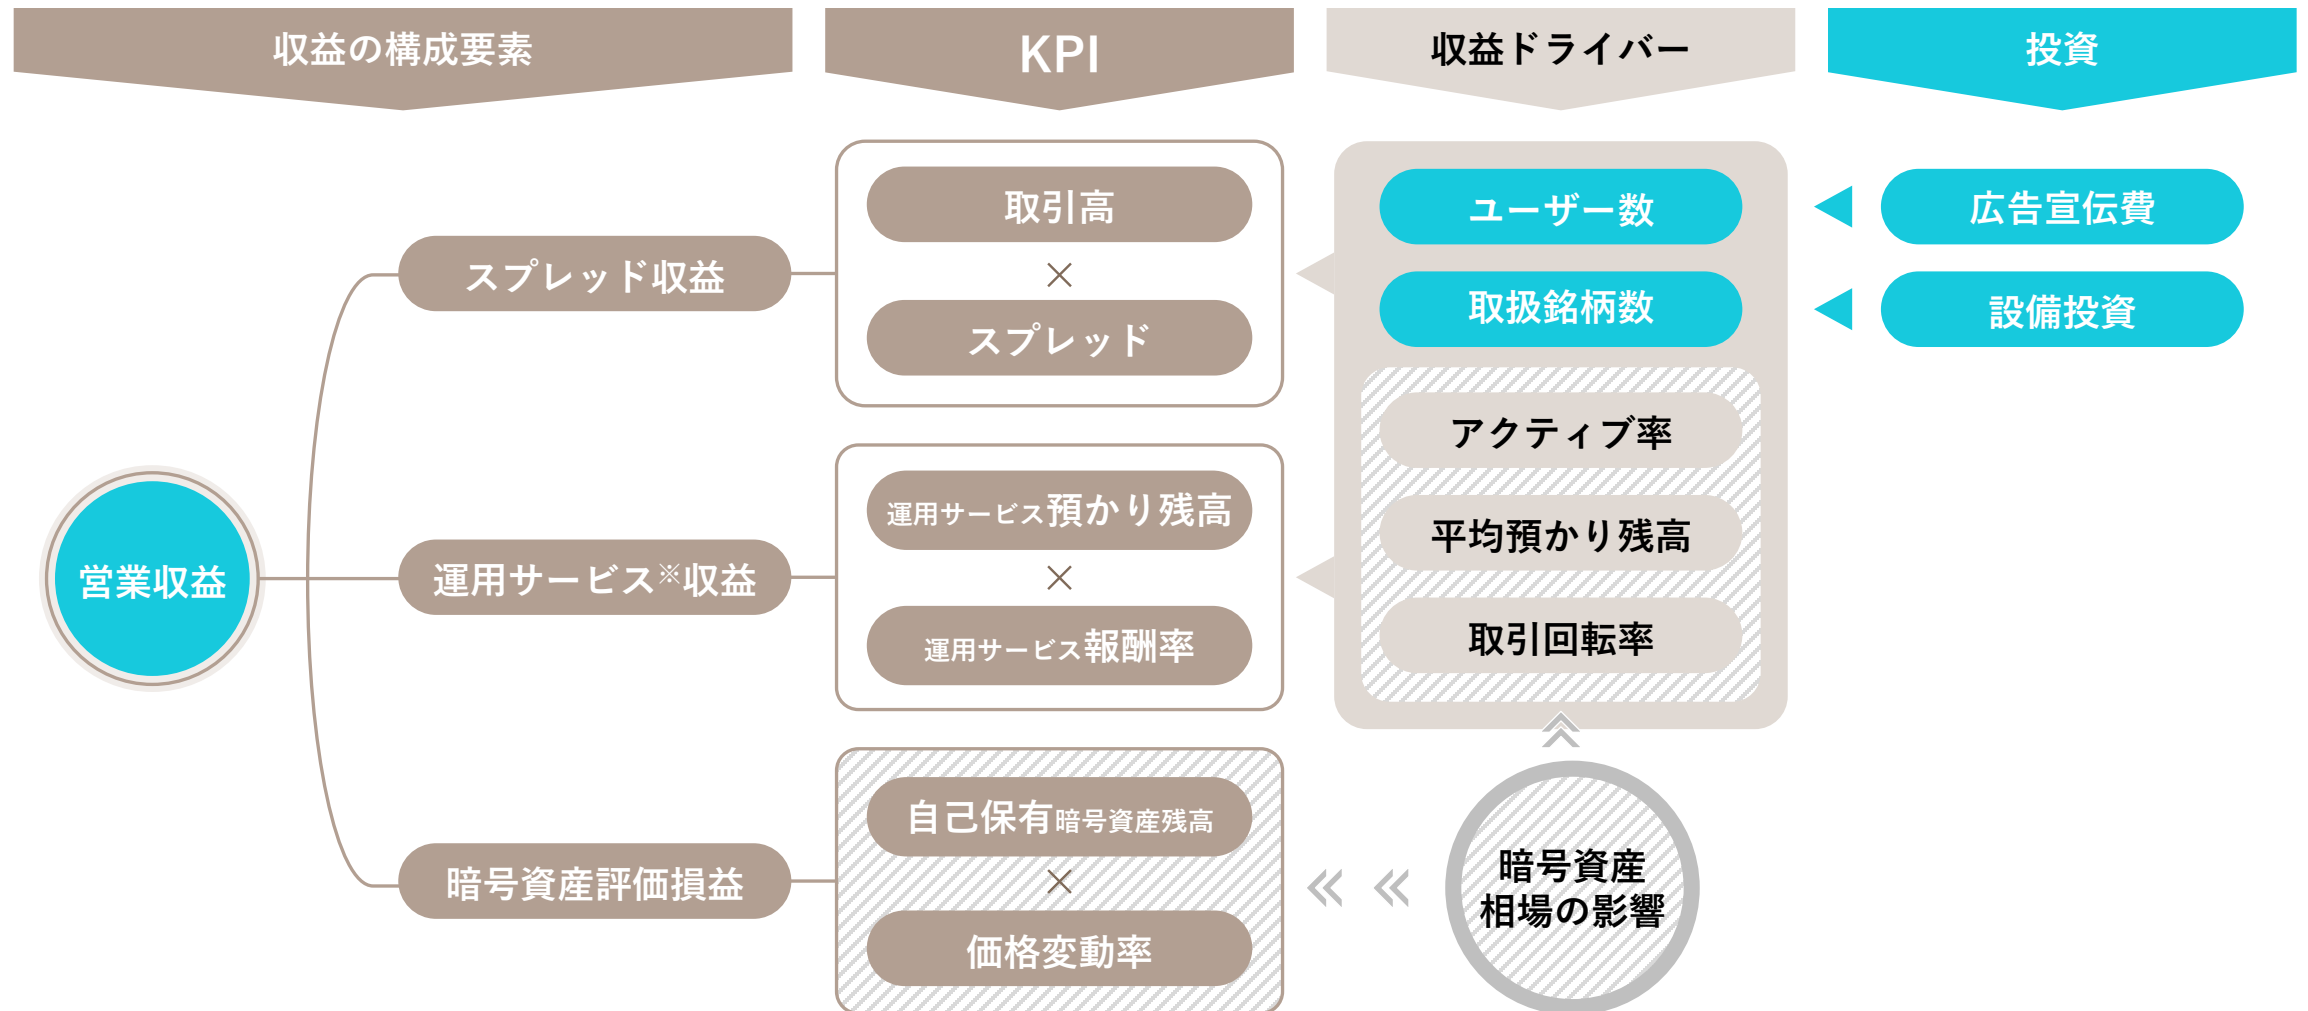 収益の構成要素
KPI
収益ドライバー
投資
営業収益
スプレッド収益
取引高
×
スプレッド
運用サービス※収益
運用サービス預かり残高
×
運用サービス報酬率
暗号資産評価損益
自己保有暗号資産残高
×
価格変動率
ユーザー数
取扱銘柄数
アクティブ率
平均預かり残高
取引回転率
暗号資産
相場の影響
広告宣伝費
設備投資